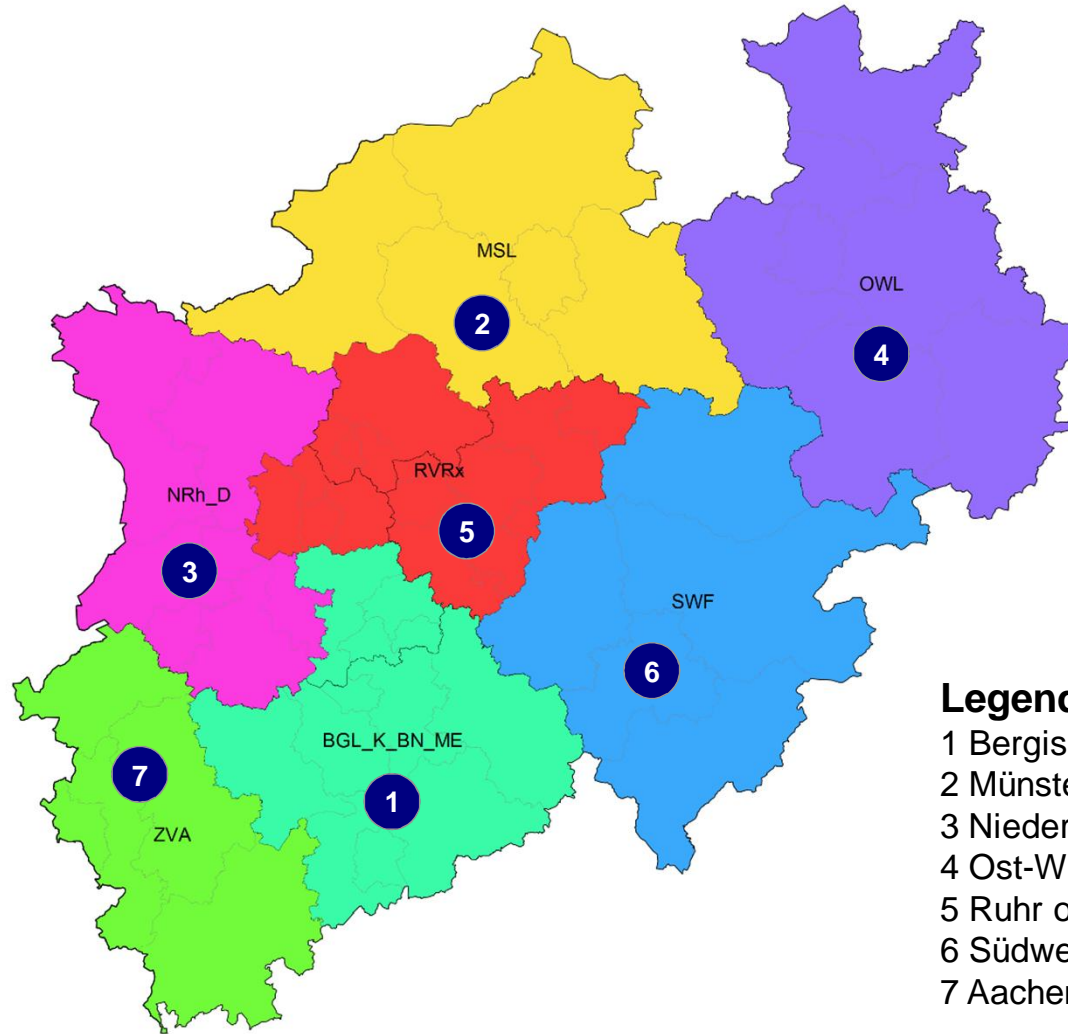 MSL
2
OWL
4
RVRx
5
NRh_D
3
SWF
6
BGL_K_BN_ME
1
7
ZVA
Legend
1 Bergis
2 Münste
3 Nieder
4 Ost-W
5 Ruhr o
6 Südwe
7 Aachen